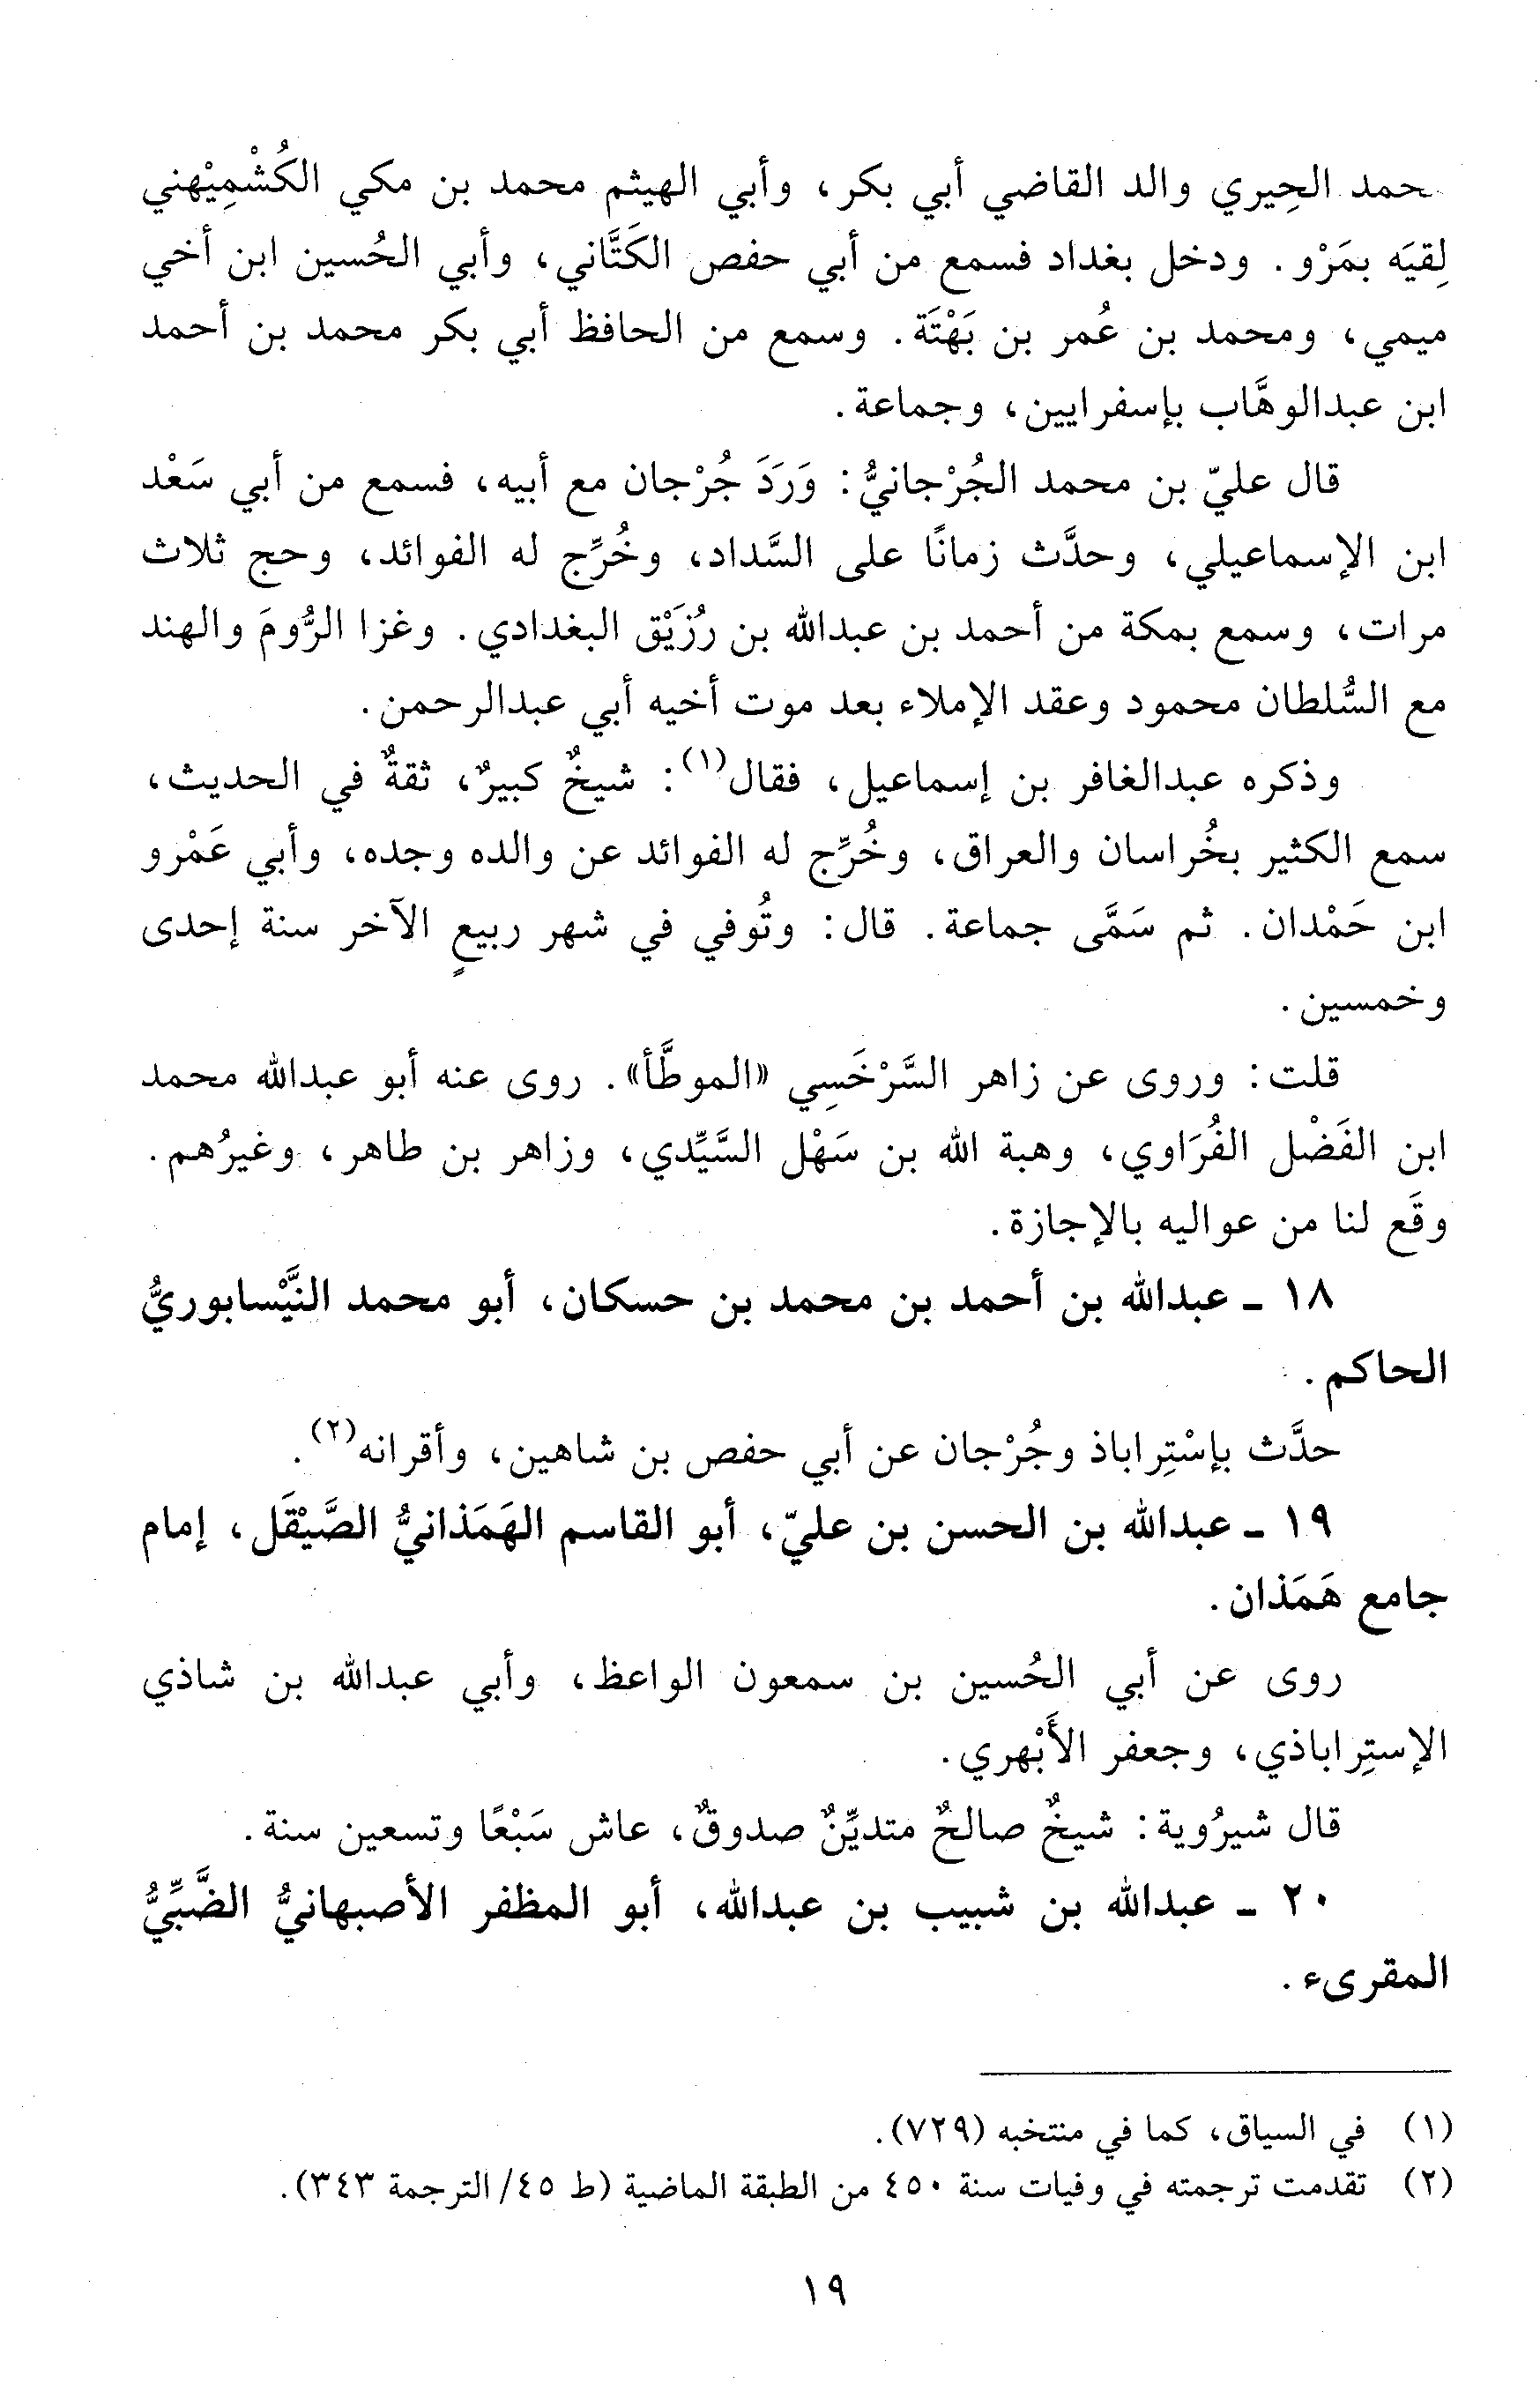 حمد الحِيري والد القاضي أبي بكر، وأبي الهيثم محمد بن مكي الكُشْمِيْهني
لِقيَه بمَرْو. ودخل بغداد فسمع من أبي حفص الكَتَّاني، وأبي الحُسين ابن أخي
ميمي، ومحمد بن عُمر بن بَهْتَة. وسمع من الحافظ أبي بكر محمد بن أحمد
ابن عبدالوهَّاب بإسفرايين، وجماعة.
قال عليّ بن محمد الجُرْجانيُّ: وَرَدَ جُرْجان مع أبيه، فسمع من أبي سَعْد
ابن الإسماعيلي، وحدَّث زمانًا على السَّداد، وخُرِّج له الفوائد، وحج ثلاث
مرات، وسمع بمكة من أحمد بن عبدالله بن رُزَيْق البغدادي. وغزا الرُّومَ والهند
مع السُّلطان محمود وعقد الإملاء بعد موت أخيه أبي عبدالرحمن.
وذكره عبدالغافر بن إسماعيل، فقال(١): شيخٌ كبيرٌ، ثقةٌ في الحديث،
سمع الكثير بخُراسان والعراق، وخُرِّج له الفوائد عن والده وجده، وأبي عَمْرو
ابن حَمْدان. ثم سَمَّى جماعة. قال: وتُوفي في شهر ربيعٍ الآخر سنة إحدى
وخمسين.
قلت: وروى عن زاهر السَّرْخَسِي «الموطَّأ». روى عنه أبو عبدالله محمد
ابن الفَضْل الفُرَاوي، وهبة الله بن سَهْل السَّيِّدي، وزاهر بن طاهر، وغيرُهم.
وقَع لنا من عواليه بالإجازة.
١٨ - عبدالله بن أحمد بن محمد بن حسكان، أبو محمد النَّيْسابوريُّ
الحاكم.
حدَّث بإسْتِراباذ وجُرْجان عن أبي حفص بن شاهين، وأقرانه(٢).
١٩ - عبدالله بن الحسن بن عليّ، أبو القاسم الهَمَذانيُّ الصَّيْقَل، إمام
جامع هَمَذان.
روى عن أبي الحُسين بن سمعون الواعظ، وأبي عبدالله بن شاذي
الإستِراباذي، وجعفر الأَبْهري.
قال شيرُوية: شيخٌ صالحٌ متديِّنٌ صدوقٌ، عاش سَبْعًا وتسعين سنة.
٢٠ - عبدالله بن شبيب بن عبدالله، أبو المظفر الأصبهانيُّ الضَّبِّيُّ
المقرىء.
(١) في السياق، كما في منتخبه (٧٢٩).
(٢) تقدمت ترجمته في وفيات سنة ٤٥٠ من الطبقة الماضية (ط ٤٥/ الترجمة ٣٤٣).
١٩